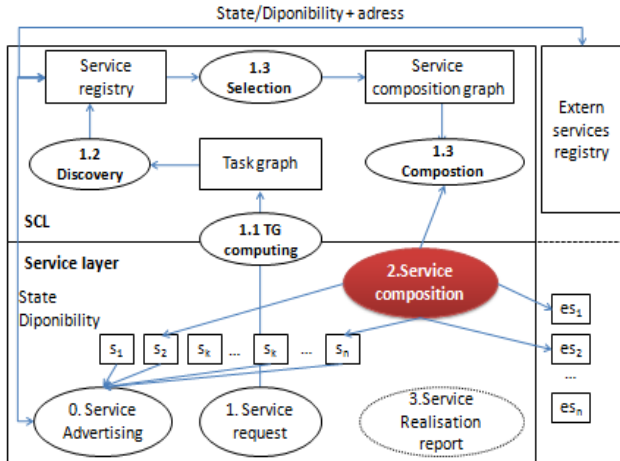 State/Diponibility + adress
Service
registry
1.3
Selection
Service
composition graph
Extern
services
registry
1.2
Discovery
Task graph
1.3
Compostion
SCL
1.1 TG
computing
Service layer
2.Service
composition
State
Diponibility
es1
s1
s2
sk
...
sk
...
sn
es2
...
esn
0. Service
Advertising
1. Service
request
3.Service
Realisation
report